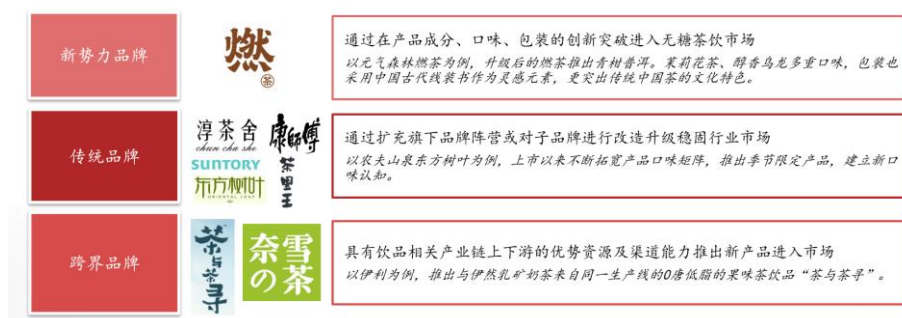 新势力品牌
燃
茶
通过在产品成分、口味、包装的创新突破进入无糖茶饮市场
以元气森林燃茶为例，升级后的燃茶推出青柑普洱。茉莉花茶、醇香乌龙多重口味，包装也
采用中国古代线装书作为灵感元素，更突出传统中国茶的文化特色。
传统品牌
淳茶舍
chun cha she
康師傅
SUNTORY
茶里王
东方树叶
ORIENTAL LEAF
通过扩充旗下品牌阵营或对子品牌进行改造升级稳固行业市场
以农夫山泉东方树叶为例，上市以来不断拓宽产品口味矩阵，推出季节限定产品，建立新口
味认知。
跨界品牌
茶与茶寻
奈雪の茶
具有饮品相关产业链上下游的优势资源及渠道能力推出新产品进入市场
以伊利为例，推出与伊然乳矿奶茶来自同一生产线的0唐低脂的果味茶饮品“茶与茶寻”。